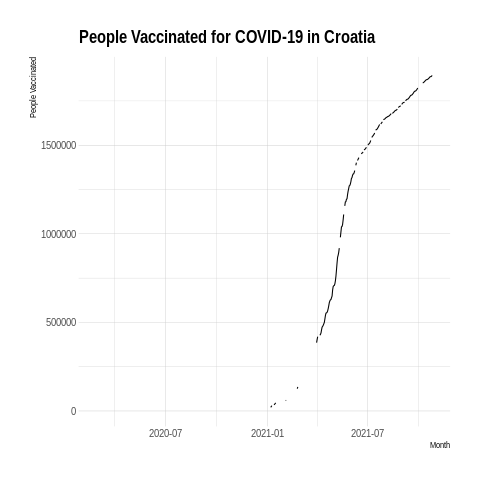 People Vaccinated for COVID-19 in Croatia
People Vaccinated
1500000
1000000
500000
0
2020-07
2021-01
2021-07
Month